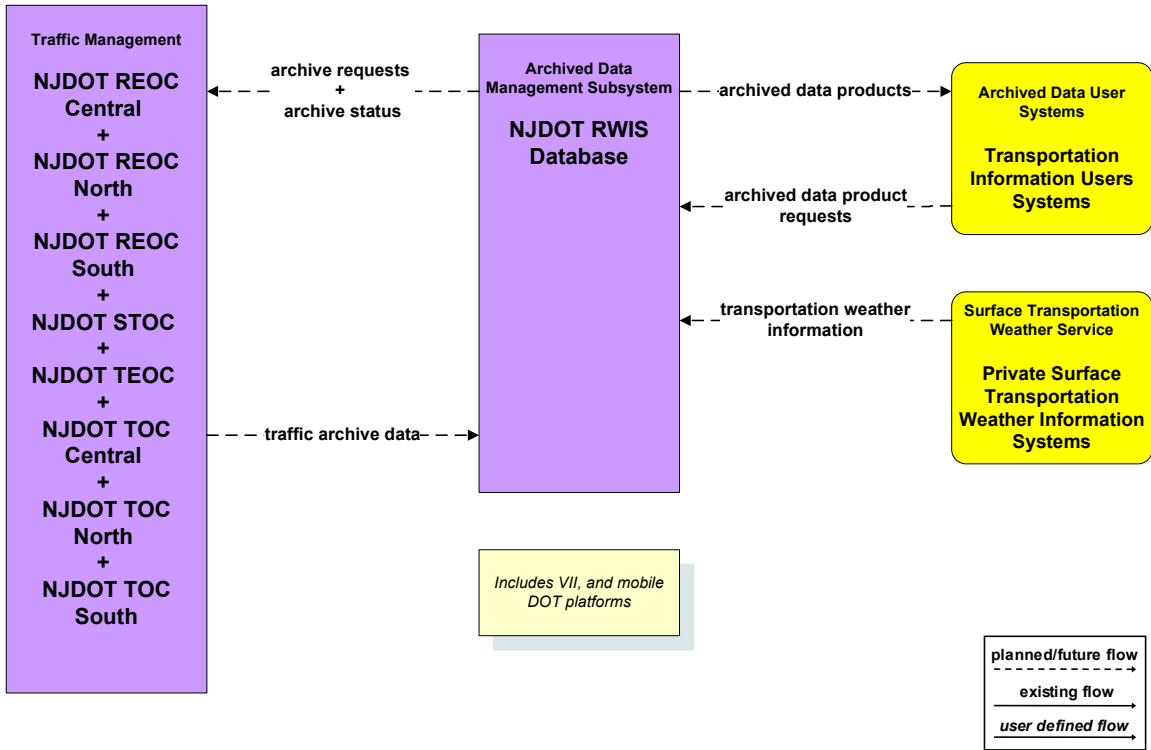 Traffic Management
NJDOT REOC
Central
+
NJDOT REOC
North
+
NJDOT REOC
South
+
NJDOT STOC
+
NJDOT TEOC
+
NJDOT TOC
Central
+
NJDOT TOC
North
+
NJDOT TOC
South
archive requests
+
archive status
traffic archive data
Archived Data
Management Subsystem
NJDOT RWIS
Database
Includes VII, and mobile
DOT platforms
archived data products
archived data product
requests
transportation weather
information
Archived Data User
Systems
Transportation
Information Users
Systems
Surface Transportation
Weather Service
Private Surface
Transportation
Weather Information
Systems
planned/future flow
existing flow
user defined flow